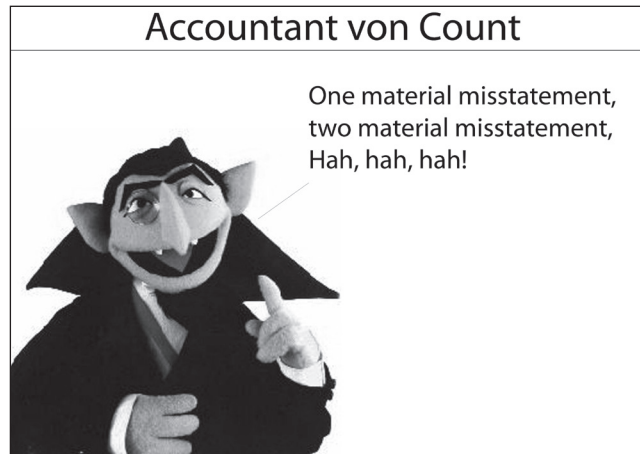 Accountant von Count
One material misstatement,
two material misstatement,
Hah, hah, hah!